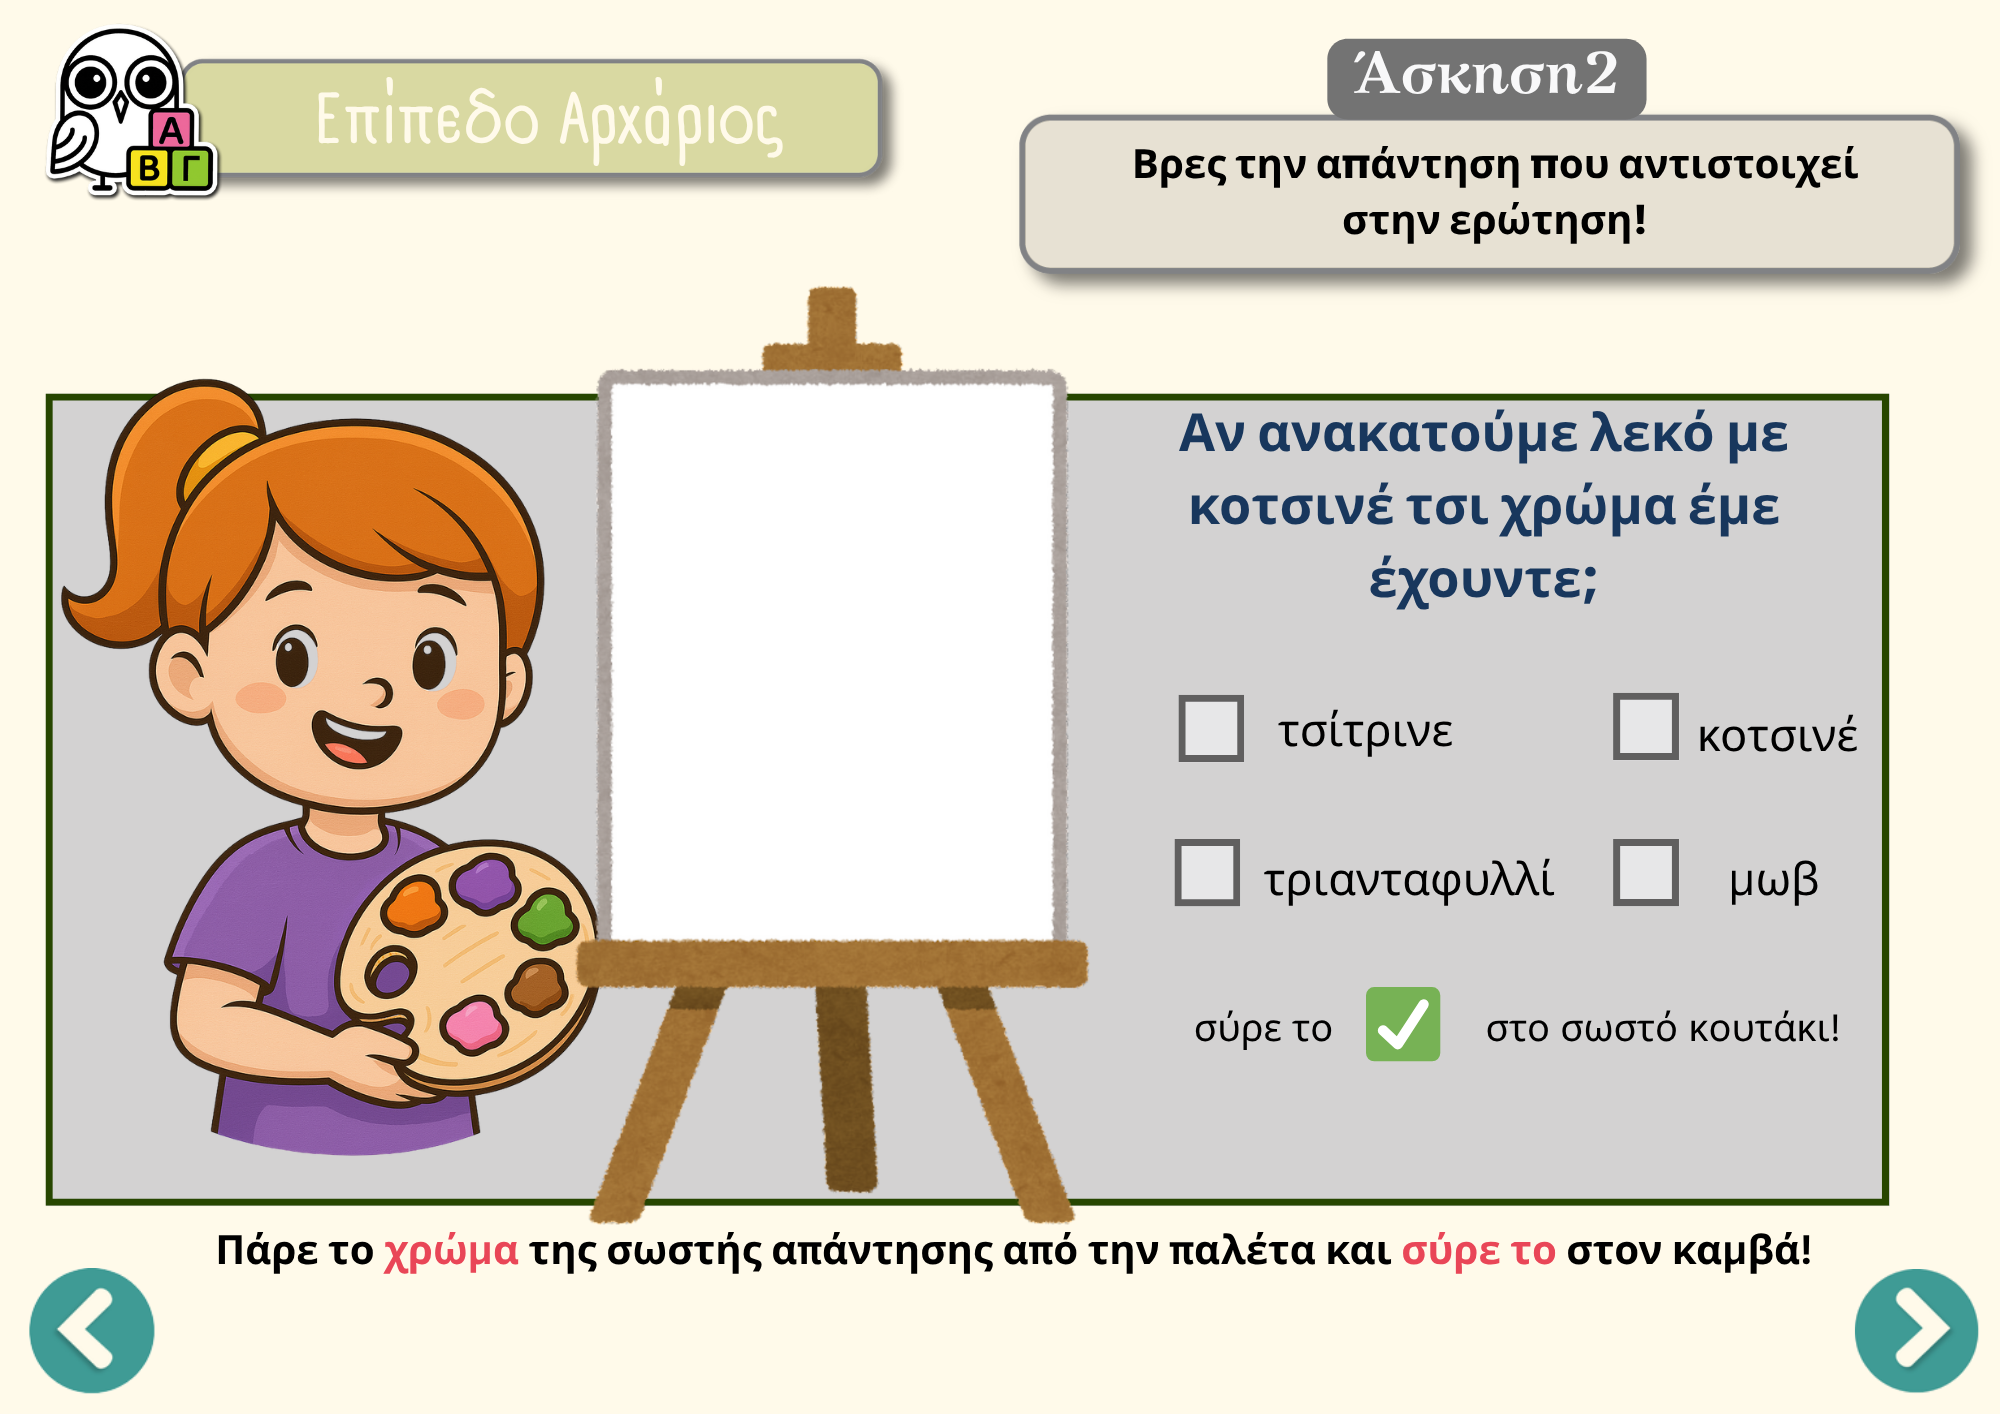 Α
Β Γ
Επίπεδο Αρχάριος
Άσκηση2
Βρες την απάντηση που αντιστοιχεί
στην ερώτηση!
Αν ανακατούμε λεκό με
κοτσινέ τσι χρώμα έμε
έχουντε;
τσίτρινε
κοτσινέ
τριανταφυλλί
μωβ
σύρε το στο σωστό κουτάκι!
Πάρε το χρώμα της σωστής απάντησης από την παλέτα και σύρε το στον καμβά!